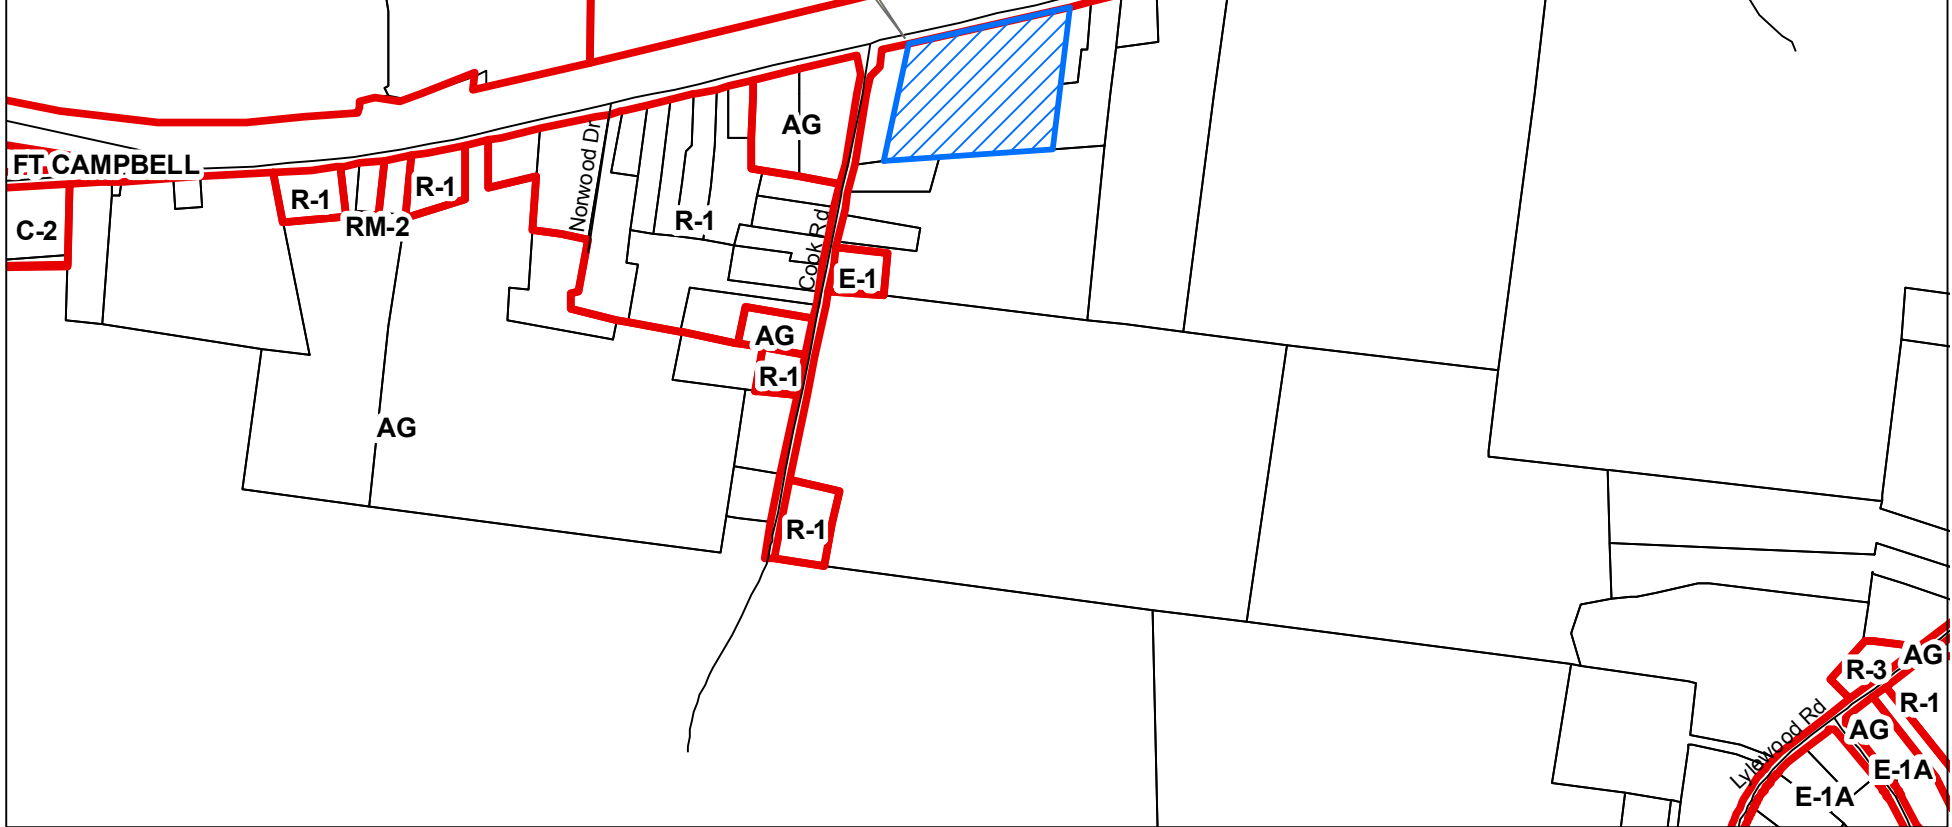 AG
FT CAMPBELL
R-1
R-1
Norwood Dr
C-2
RM-2
R-1
Cook Rd
E-1
AG
R-1
AG
R-1
AG
R-3
R-1
Lylewood Rd
AG
E-1A
E-1A